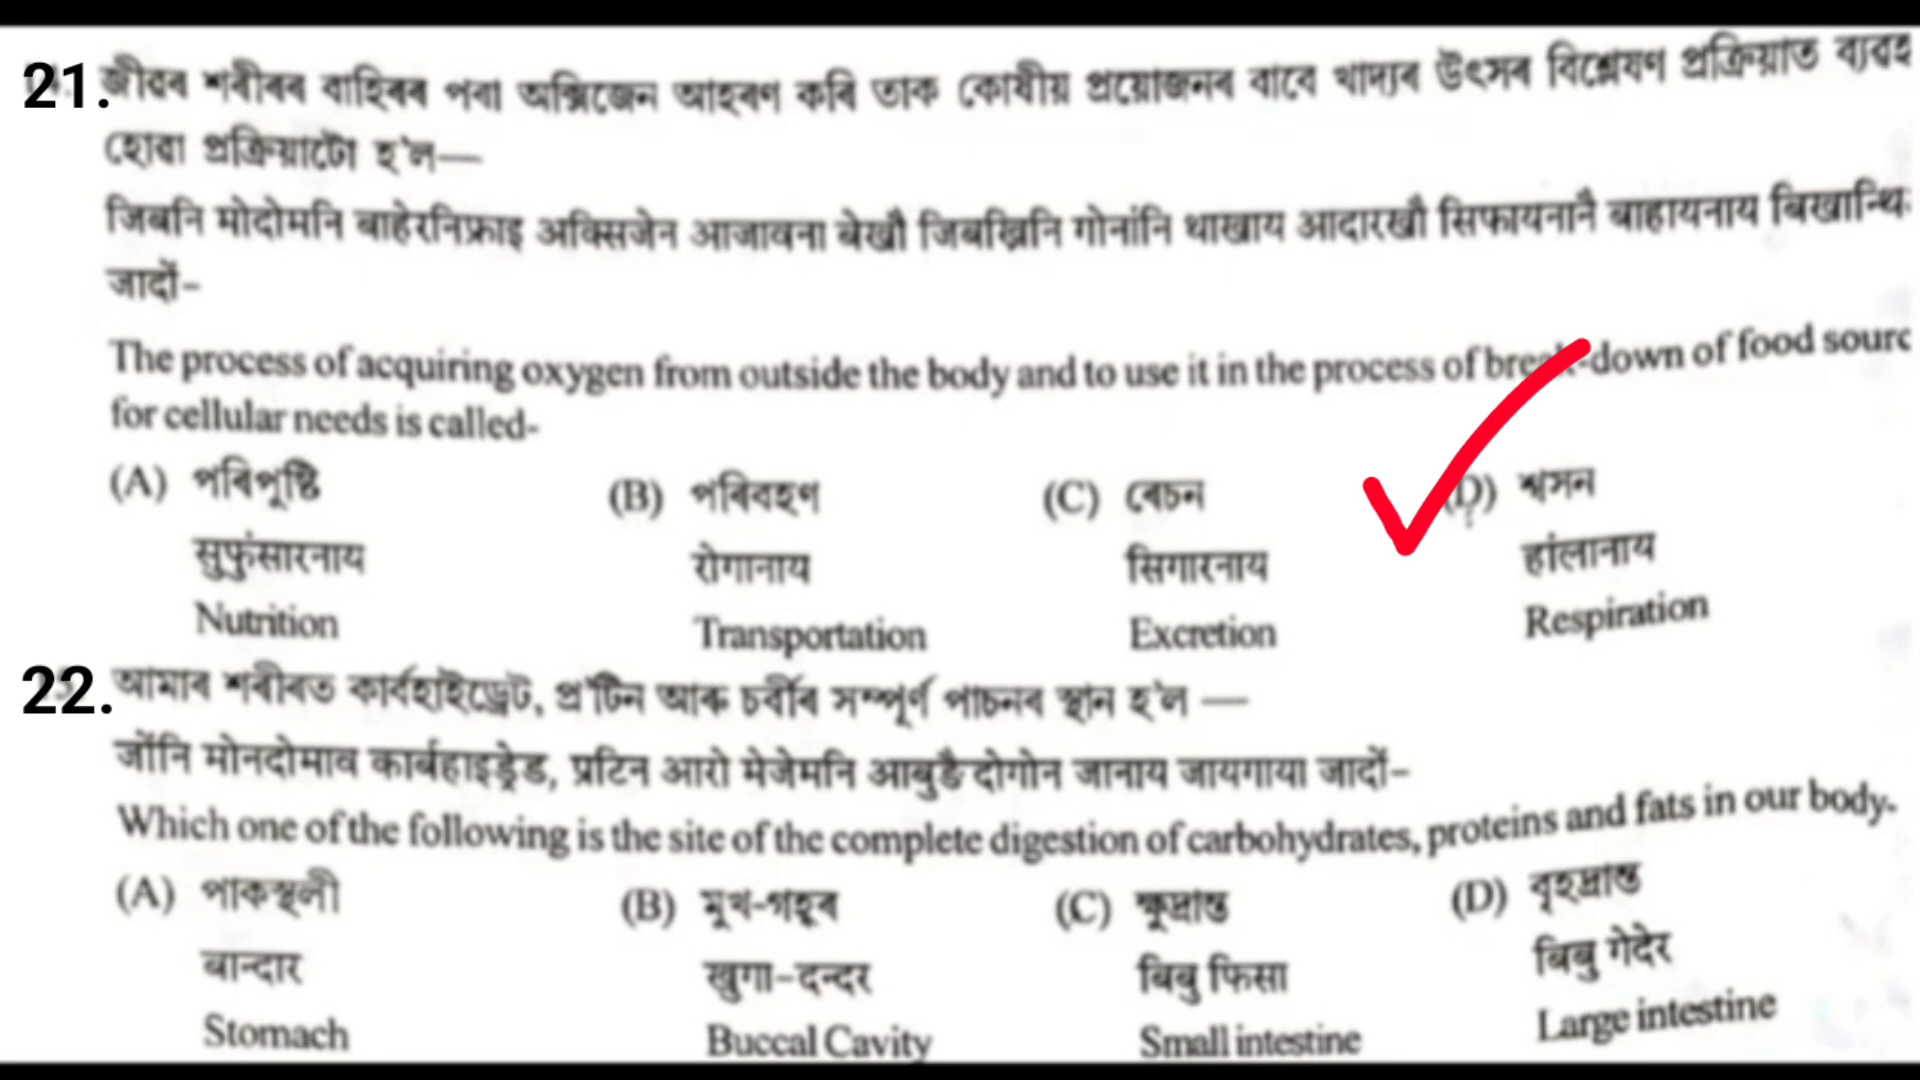 21. জীৱৰ শৰীৰৰ বাহিৰৰ পৰা অক্সিজেন আহৰণ কৰি তাক কোষীয় প্ৰয়োজনৰ বাবে খাদ্যৰ উৎসৰ বিশ্লেষণ প্ৰক্ৰিয়াত
হোৱা প্ৰক্ৰিয়াটো হ'ল—
जिबनि मोदोमनि बाहेरनिफ्राइ अक्सिजेन आजावना बेखौ जिबख्रिनि गोनांनि थाखाय आदारखौ सिफायनानै बाहायनाय
जादों-
The process of acquiring oxygen from outside the body and to use it in the process of break-down of food
for cellular needs is called-
(A) পৰিপুষ্টি (B) পৰিবহণ (C) ৰেচন (D) শ্বসন
सुफुंसारनाय रोगानाय सिगारनाय हांलानाय
Nutrition Transportation Excretion Respiration
22. আমাৰ শৰীৰত কাৰ্বহাইড্ৰেট, প্ৰ'টিন আৰু চৰ্বীৰ সম্পূৰ্ণ পাচনৰ স্থান হ'ল —
जोंनि मोनदोमाव कार्बहाइड्रेड, प्रटिन आरो मेजेमनि आबुङै दोगोन जानाय जायगाया जादों-
Which one of the following is the site of the complete digestion of carbohydrates, proteins and fats in our body.
(A) পাকস্থলী (B) মুখ-গহ্বৰ (C) ক্ষুদ্ৰান্ত্ৰ (D) বৃহদ্ৰান্ত্ৰ
बान्दार खुगा-दन्दर बिबु फिसा बिबु गेदेर
Stomach Buccal Cavity Small intestine Large intestine